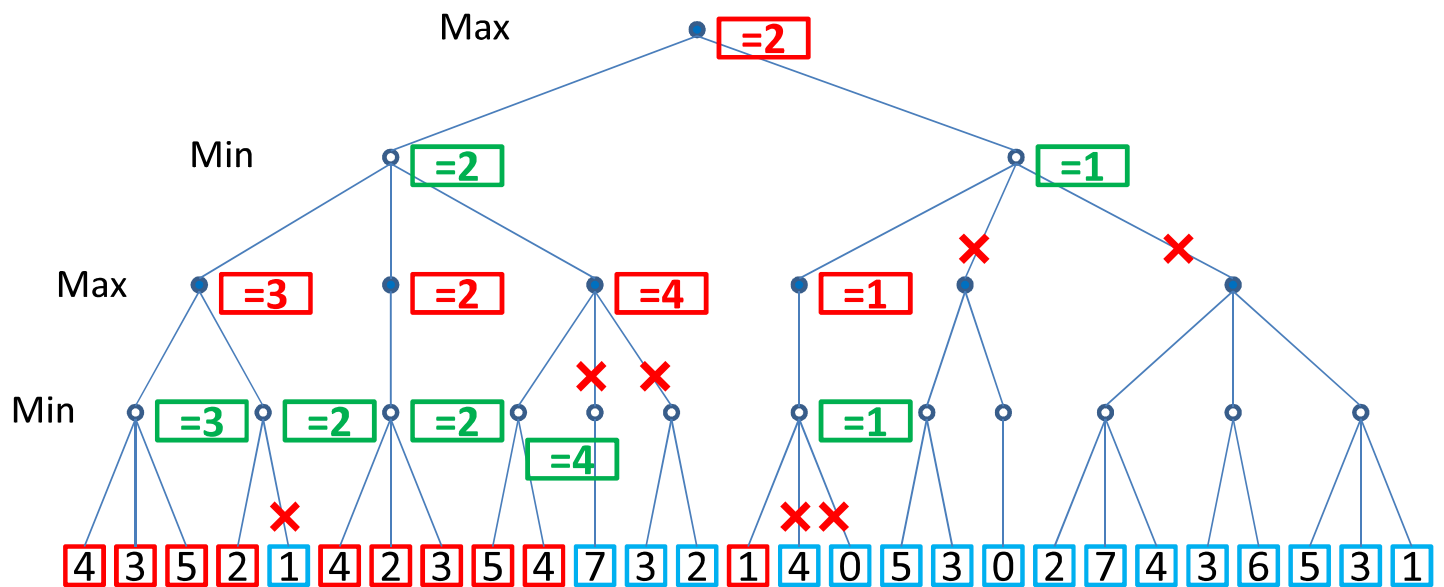 Max =2
Min =2 =1
Max =3 =2 =4 =1
Min =3 =2 =2 =1
=4
4 3 5 2 1 4 2 3 5 4 7 3 2 1 4 0 5 3 0 2 7 4 3 6 5 3 1